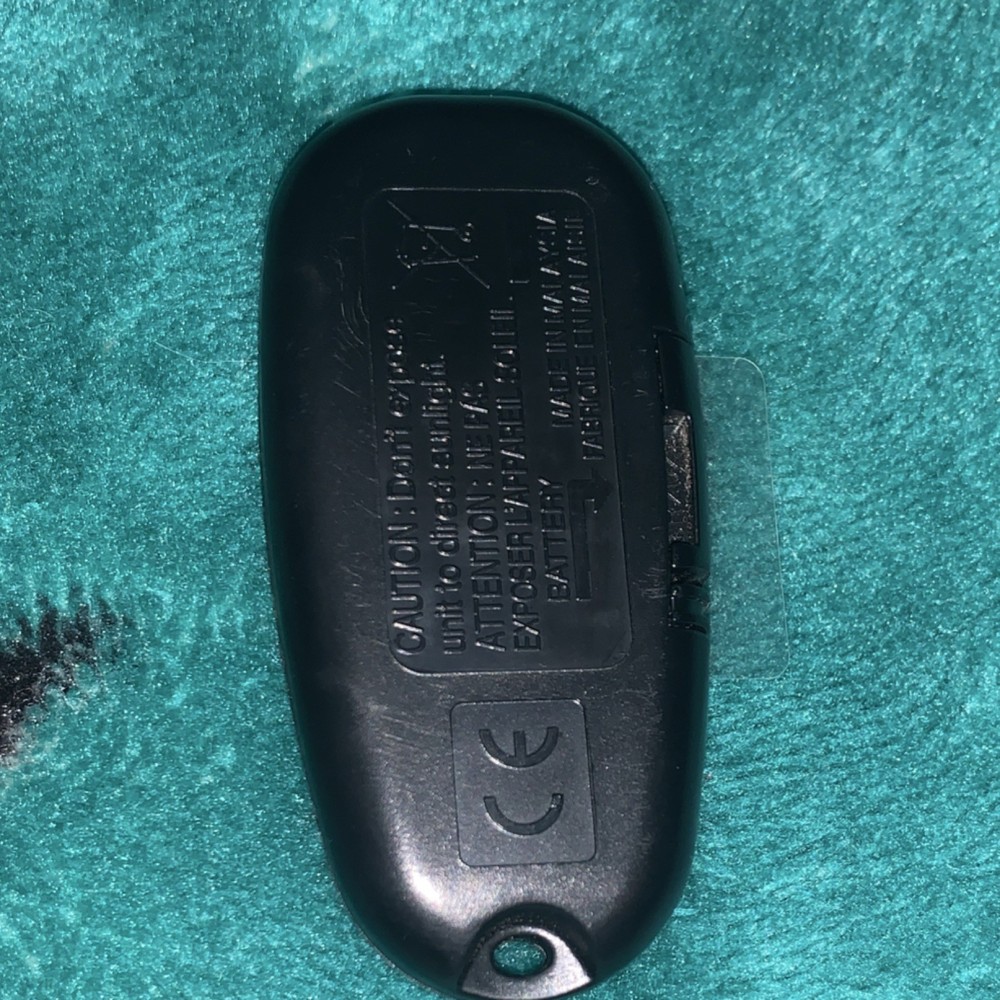 CAUTION : Don't expose
unit to direct sunlight.
ATTENTION : NE PAS
EXPOSER L'APPAREIL SOLEIL.
BATTERY
MADE IN MALAYSIA
FABRIQUE EN MALAISIE
CE